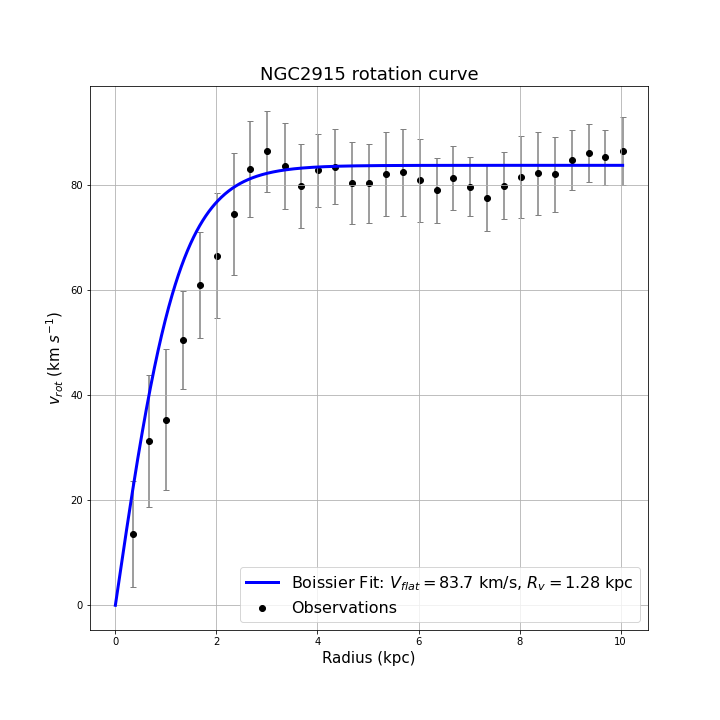 NGC2915 rotation curve
80
60
40
20
0
v_rot (km s⁻¹)
Boissier Fit: V_flat = 83.7 km/s, R_v = 1.28 kpc
Observations
0 2 4 6 8 10
Radius (kpc)